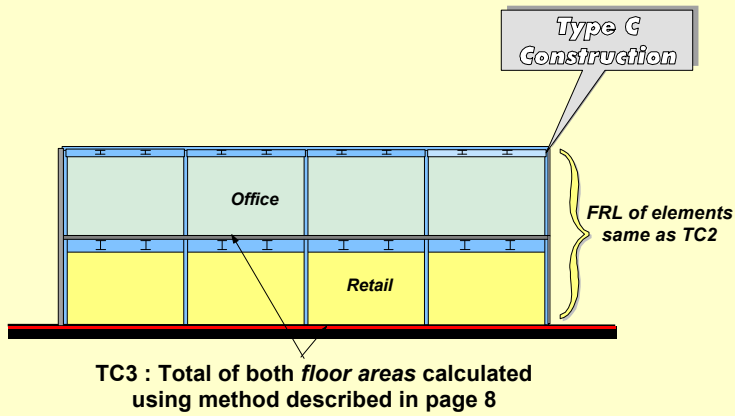 Type C
Construction
Office
FRL of elements
same as TC2
Retail
TC3 : Total of both floor areas calculated
using method described in page 8